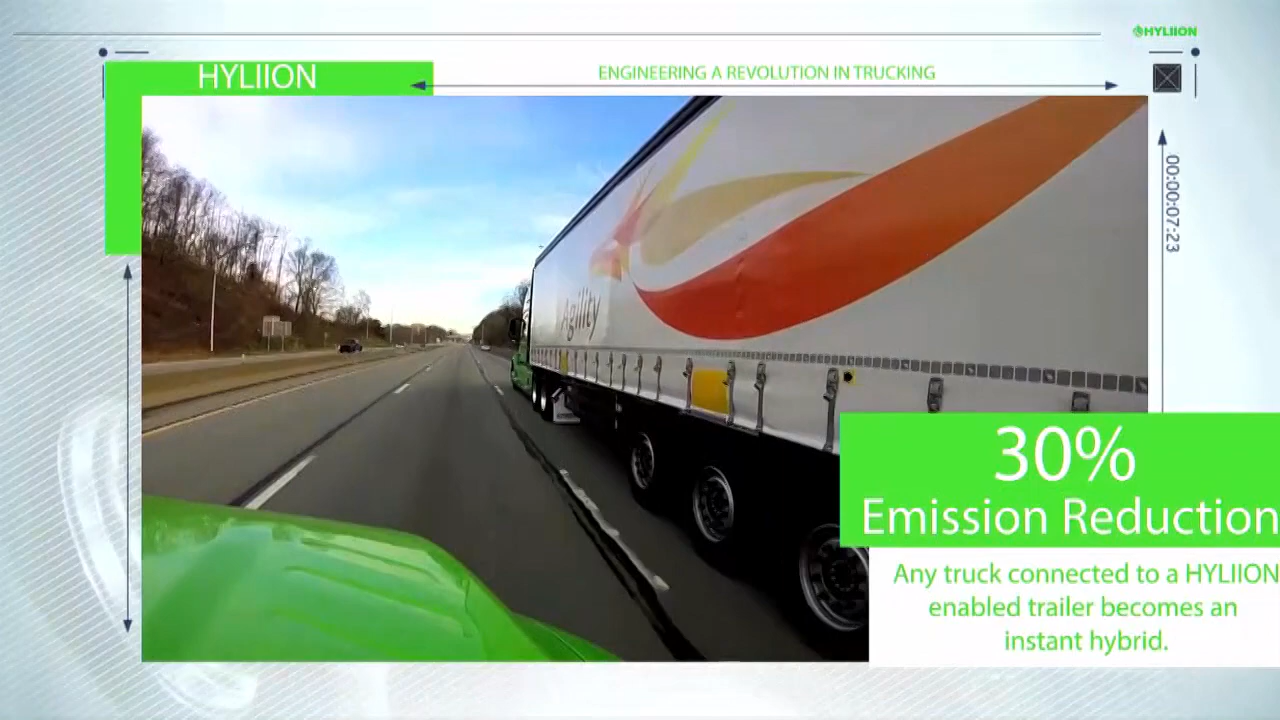 HYLIION
HYLIION
ENGINEERING A REVOLUTION IN TRUCKING
00:00:07:23
Agility
30%
Emission Reduction
Any truck connected to a HYLIION
enabled trailer becomes an
instant hybrid.